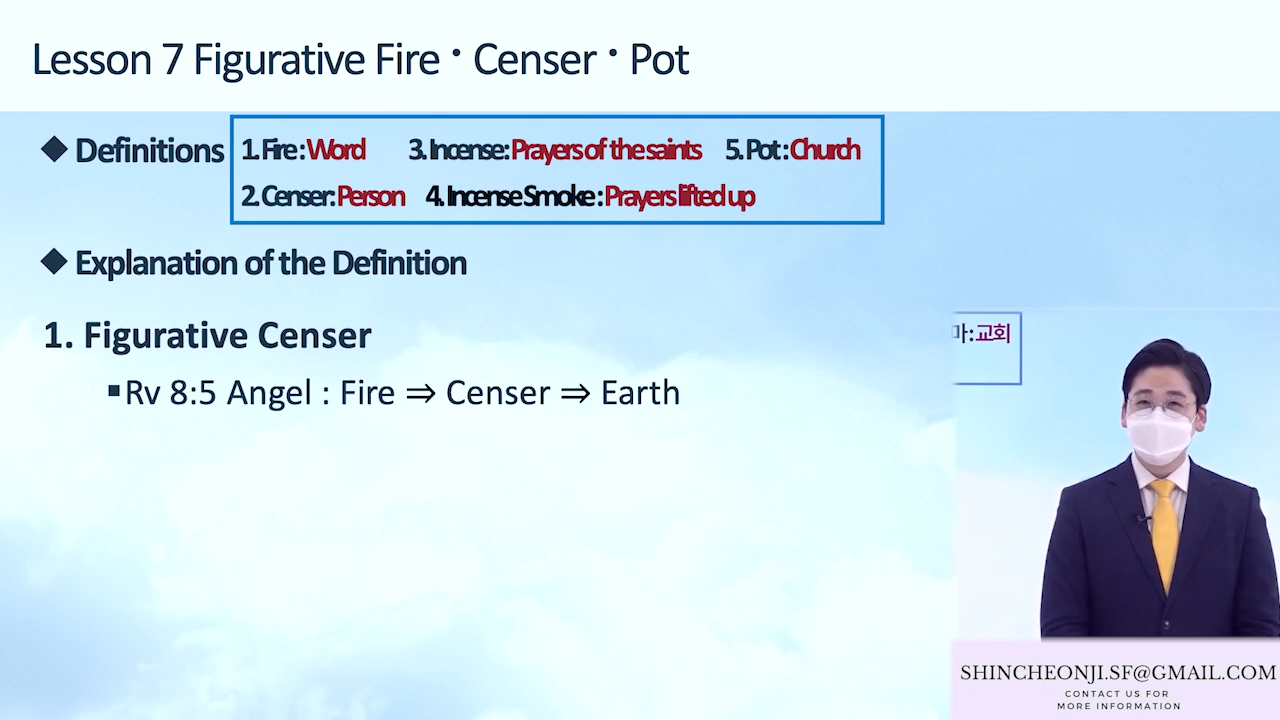 Lesson 7 Figurative Fire · Censer · Pot
◆ Definitions
1. Fire : Word 3. Incense : Prayers of the saints 5. Pot : Church
2. Censer : Person 4. Incense Smoke : Prayers lifted up
◆ Explanation of the Definition
1. Figurative Censer
▪Rv 8:5 Angel : Fire ⇒ Censer ⇒ Earth
마:교회
SHINCHEONJI.SF@GMAIL.COM
CONTACT US FOR
MORE INFORMATION